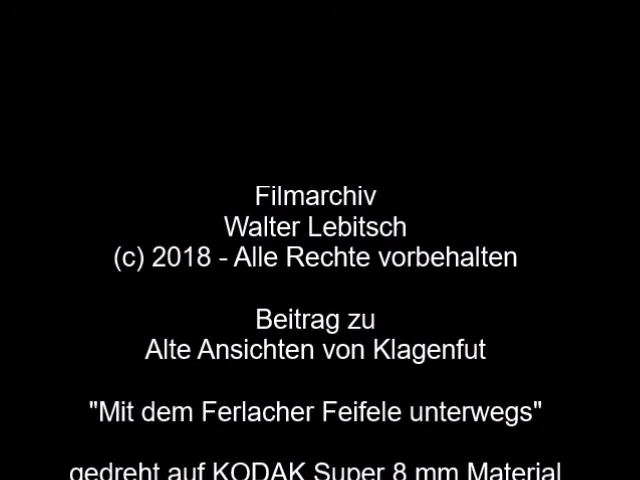 Filmarchiv
Walter Lebitsch
(c) 2018 - Alle Rechte vorbehalten
Beitrag zu
Alte Ansichten von Klagenfut
"Mit dem Ferlacher Feifele unterwegs"
gedreht auf KODAK Super 8 mm Material